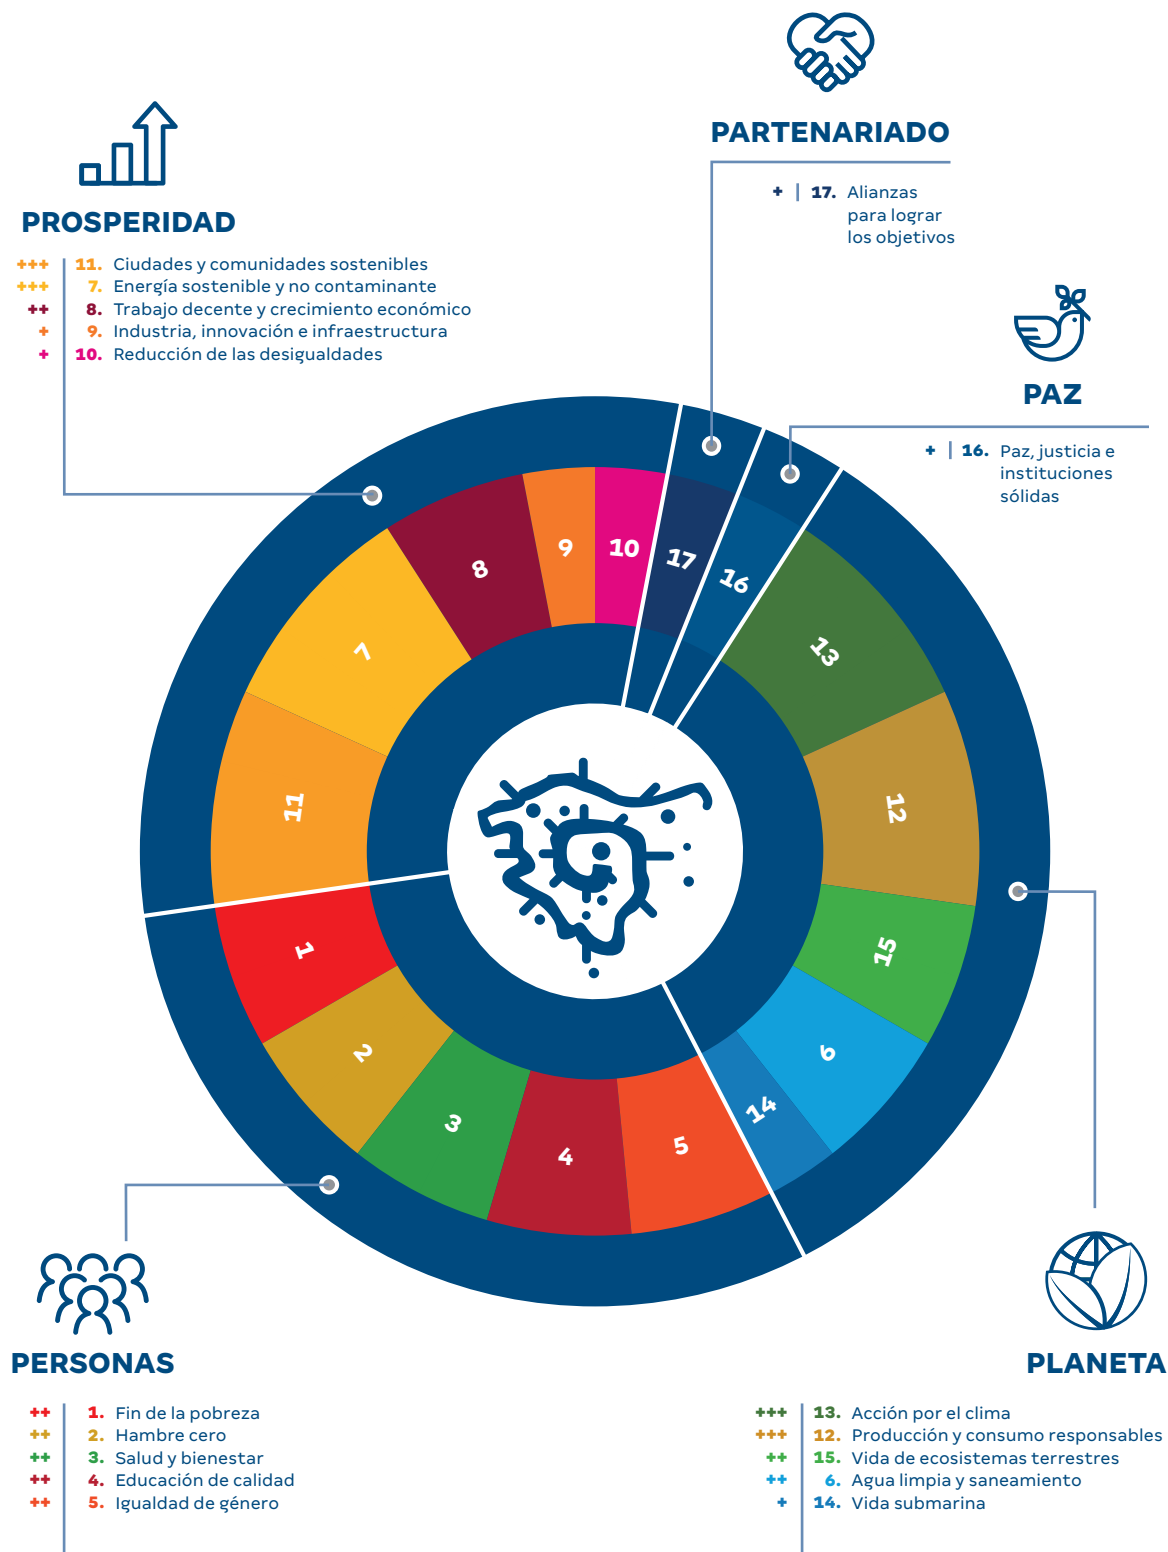 PARTENARIADO
+ | 17. Alianzas
para lograr
los objetivos
PROSPERIDAD
+++ 11. Ciudades y comunidades sostenibles
+++ 7. Energía sostenible y no contaminante
++ 8. Trabajo decente y crecimiento económico
+ 9. Industria, innovación e infraestructura
+ 10. Reducción de las desigualdades
PAZ
+ | 16. Paz, justicia e
instituciones
sólidas
11
7
8
9
10
17
16
13
12
15
6
14
5
4
3
2
1
PERSONAS
++ 1. Fin de la pobreza
++ 2. Hambre cero
++ 3. Salud y bienestar
++ 4. Educación de calidad
++ 5. Igualdad de género
PLANETA
+++ 13. Acción por el clima
+++ 12. Producción y consumo responsables
++ 15. Vida de ecosistemas terrestres
++ 6. Agua limpia y saneamiento
+ 14. Vida submarina